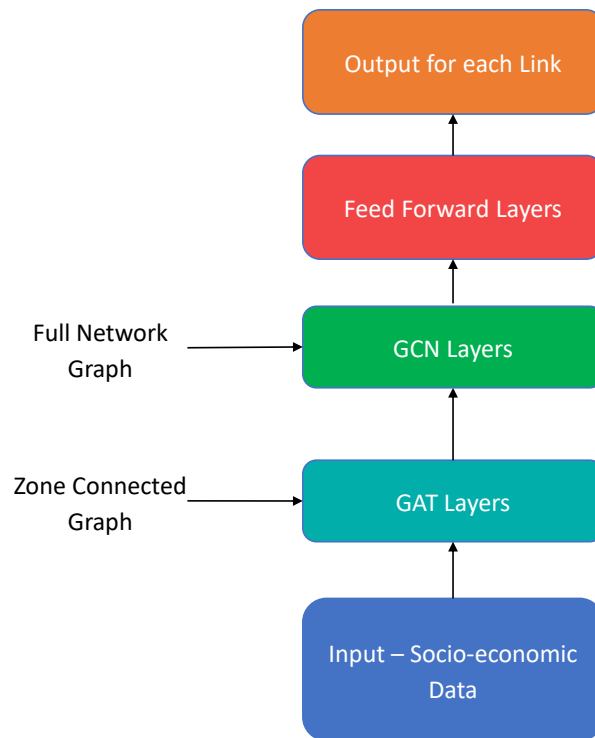 Output for each Link
Feed Forward Layers
Full Network
Graph
GCN Layers
Zone Connected
Graph
GAT Layers
Input – Socio-economic
Data